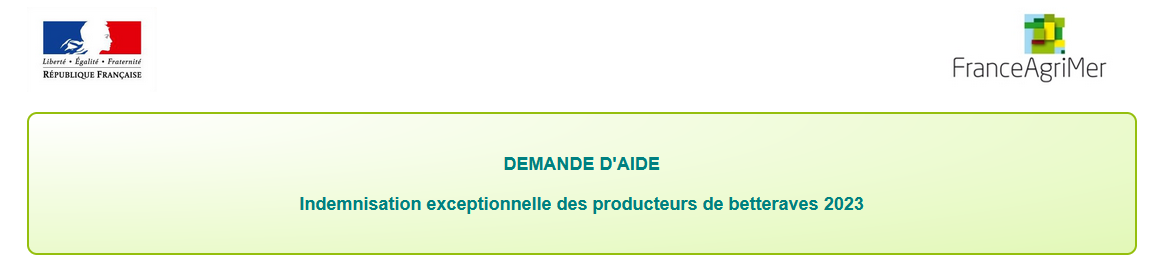 Liberté • Égalité • Fraternité
RÉPUBLIQUE FRANÇAISE
FranceAgriMer
DEMANDE D'AIDE
Indemnisation exceptionnelle des producteurs de betteraves 2023